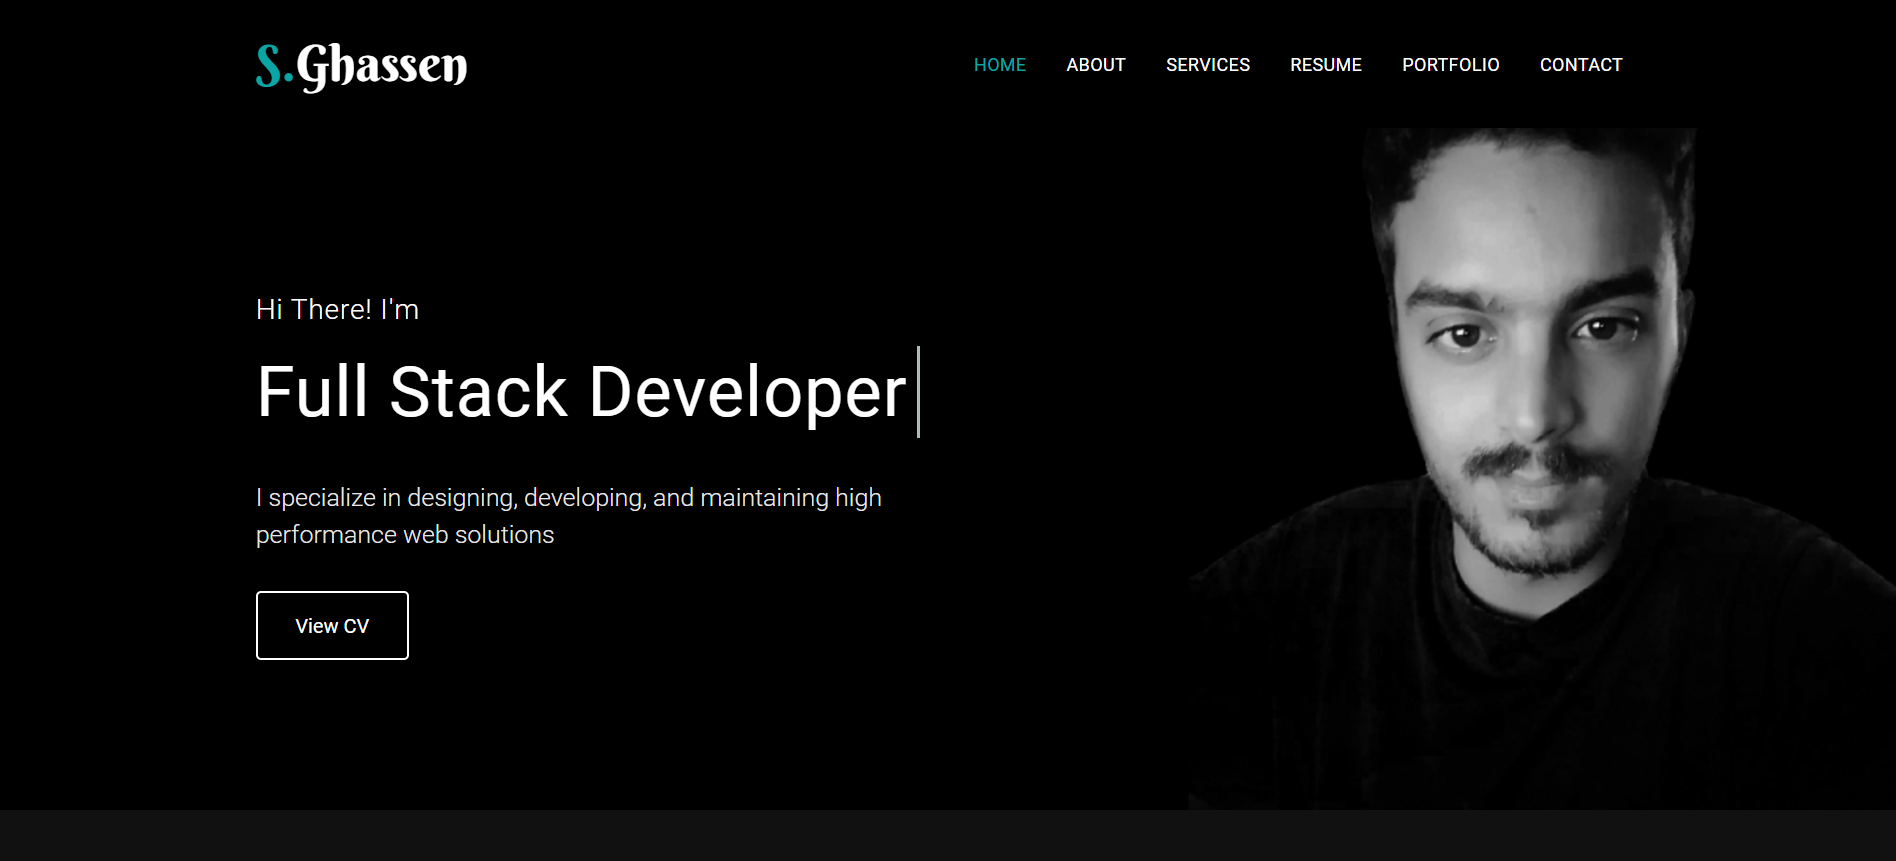 S.Ghassen
HOME ABOUT SERVICES RESUME PORTFOLIO CONTACT
Hi There! I'm
Full Stack Developer
I specialize in designing, developing, and maintaining high
performance web solutions
View CV